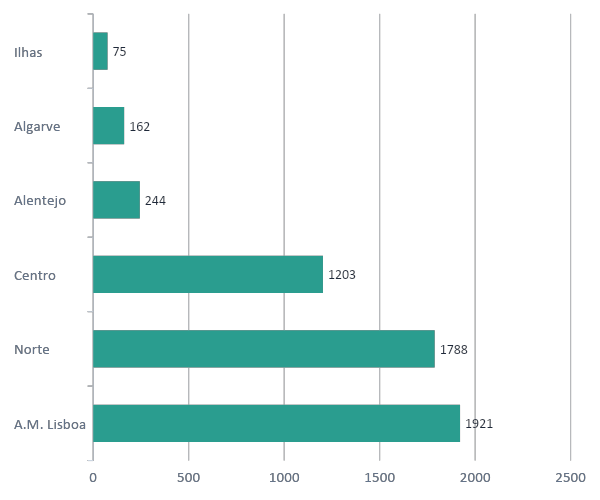 Ilhas 75
Algarve 162
Alentejo 244
Centro 1203
Norte 1788
A.M. Lisboa 1921
0 500 1000 1500 2000 2500